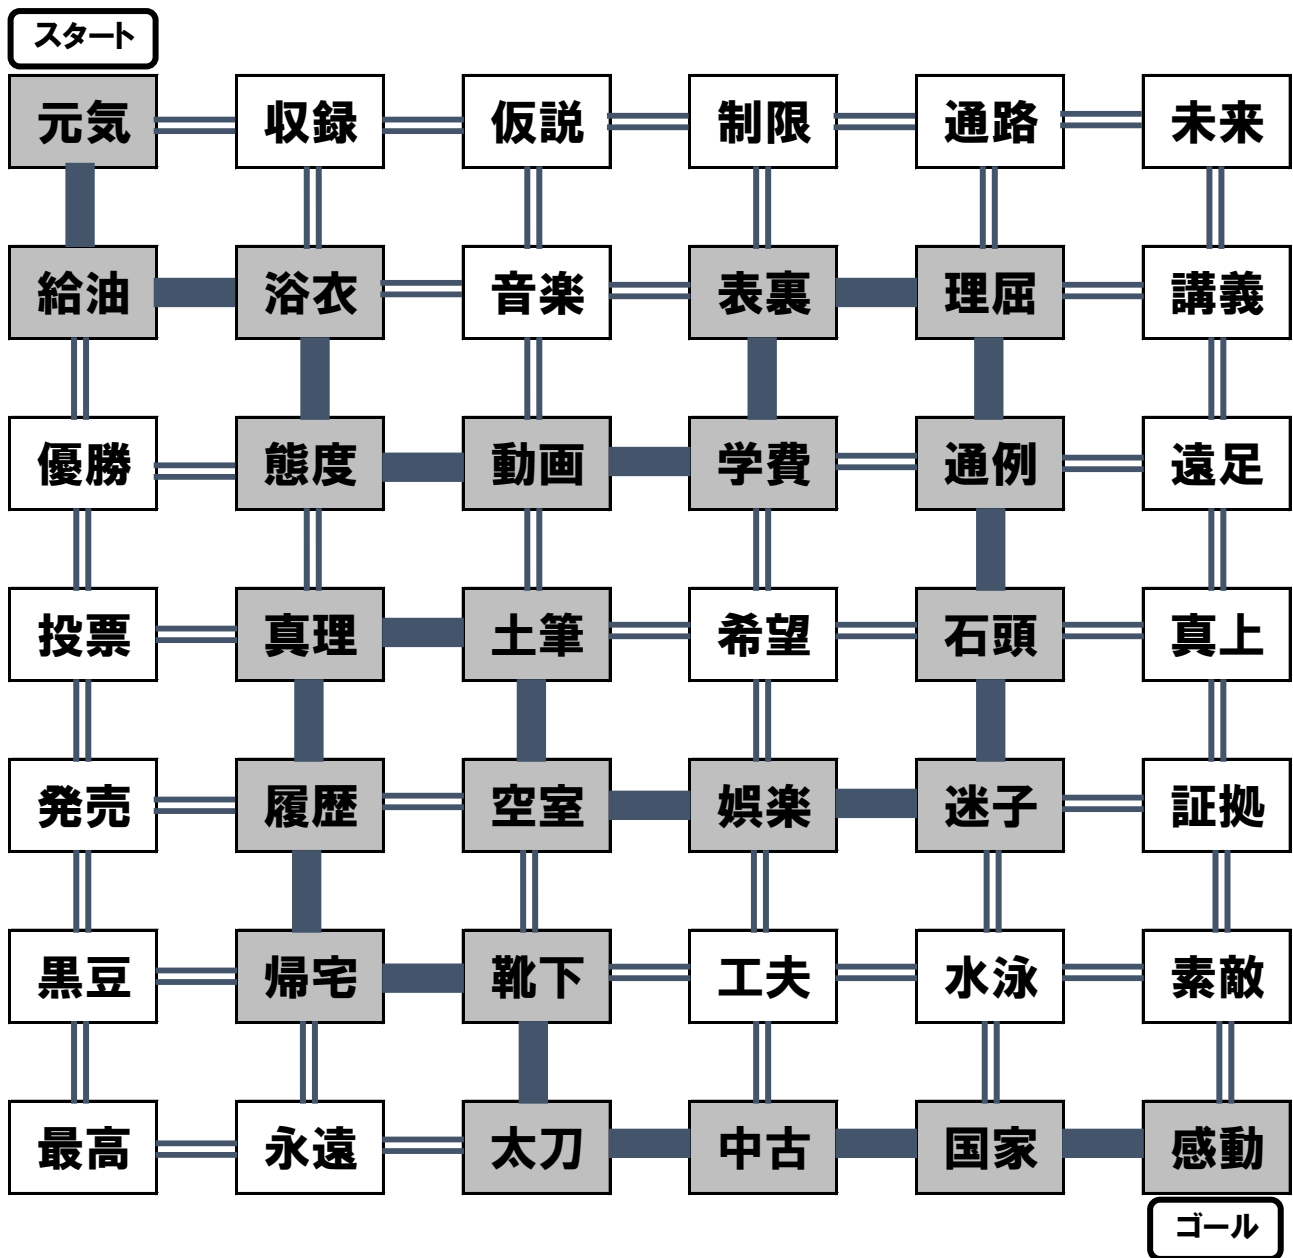 スタート
元気 収録 仮説 制限 通路 未来
給油 浴衣 音楽 表裏 理屈 講義
優勝 態度 動画 学費 通例 遠足
投票 真理 土筆 希望 石頭 真上
発売 履歴 空室 娯楽 迷子 証拠
黒豆 帰宅 靴下 工夫 水泳 素敵
最高 永遠 太刀 中古 国家 感動
ゴール